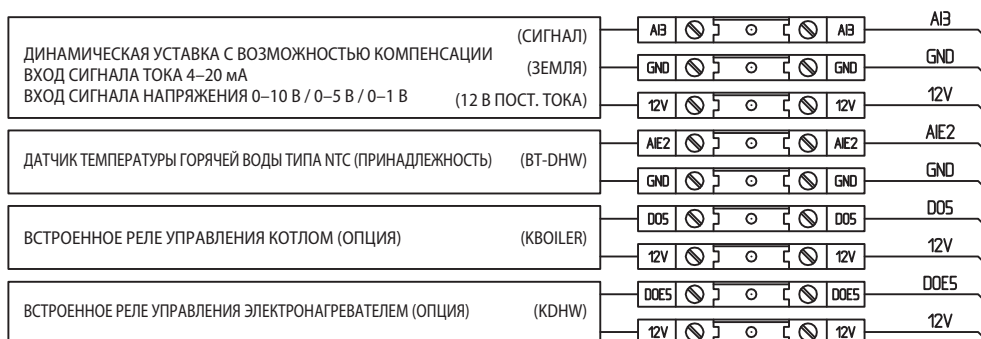 (СИГНАЛ) AI3 AI3 AI3
ДИНАМИЧЕСКАЯ УСТАВКА С ВОЗМОЖНОСТЬЮ КОМПЕНСАЦИИ
ВХОД СИГНАЛА ТОКА 4–20 мА (ЗЕМЛЯ) GND GND GND
ВХОД СИГНАЛА НАПРЯЖЕНИЯ 0–10 В / 0–5 В / 0–1 В (12 В ПОСТ. ТОКА) 12V 12V 12V
AIE2 AIE2 AIE2
ДАТЧИК ТЕМПЕРАТУРЫ ГОРЯЧЕЙ ВОДЫ ТИПА NTC (ПРИНАДЛЕЖНОСТЬ) (BT-DHW)
GND GND GND
DO5 DO5 DO5
ВСТРОЕННОЕ РЕЛЕ УПРАВЛЕНИЯ КОТЛОМ (ОПЦИЯ) (KBOILER)
12V 12V 12V
DOE5 DOE5 DOE5
ВСТРОЕННОЕ РЕЛЕ УПРАВЛЕНИЯ ЭЛЕКТРОНАГРЕВАТЕЛЕМ (ОПЦИЯ) (KDHW)
12V 12V 12V